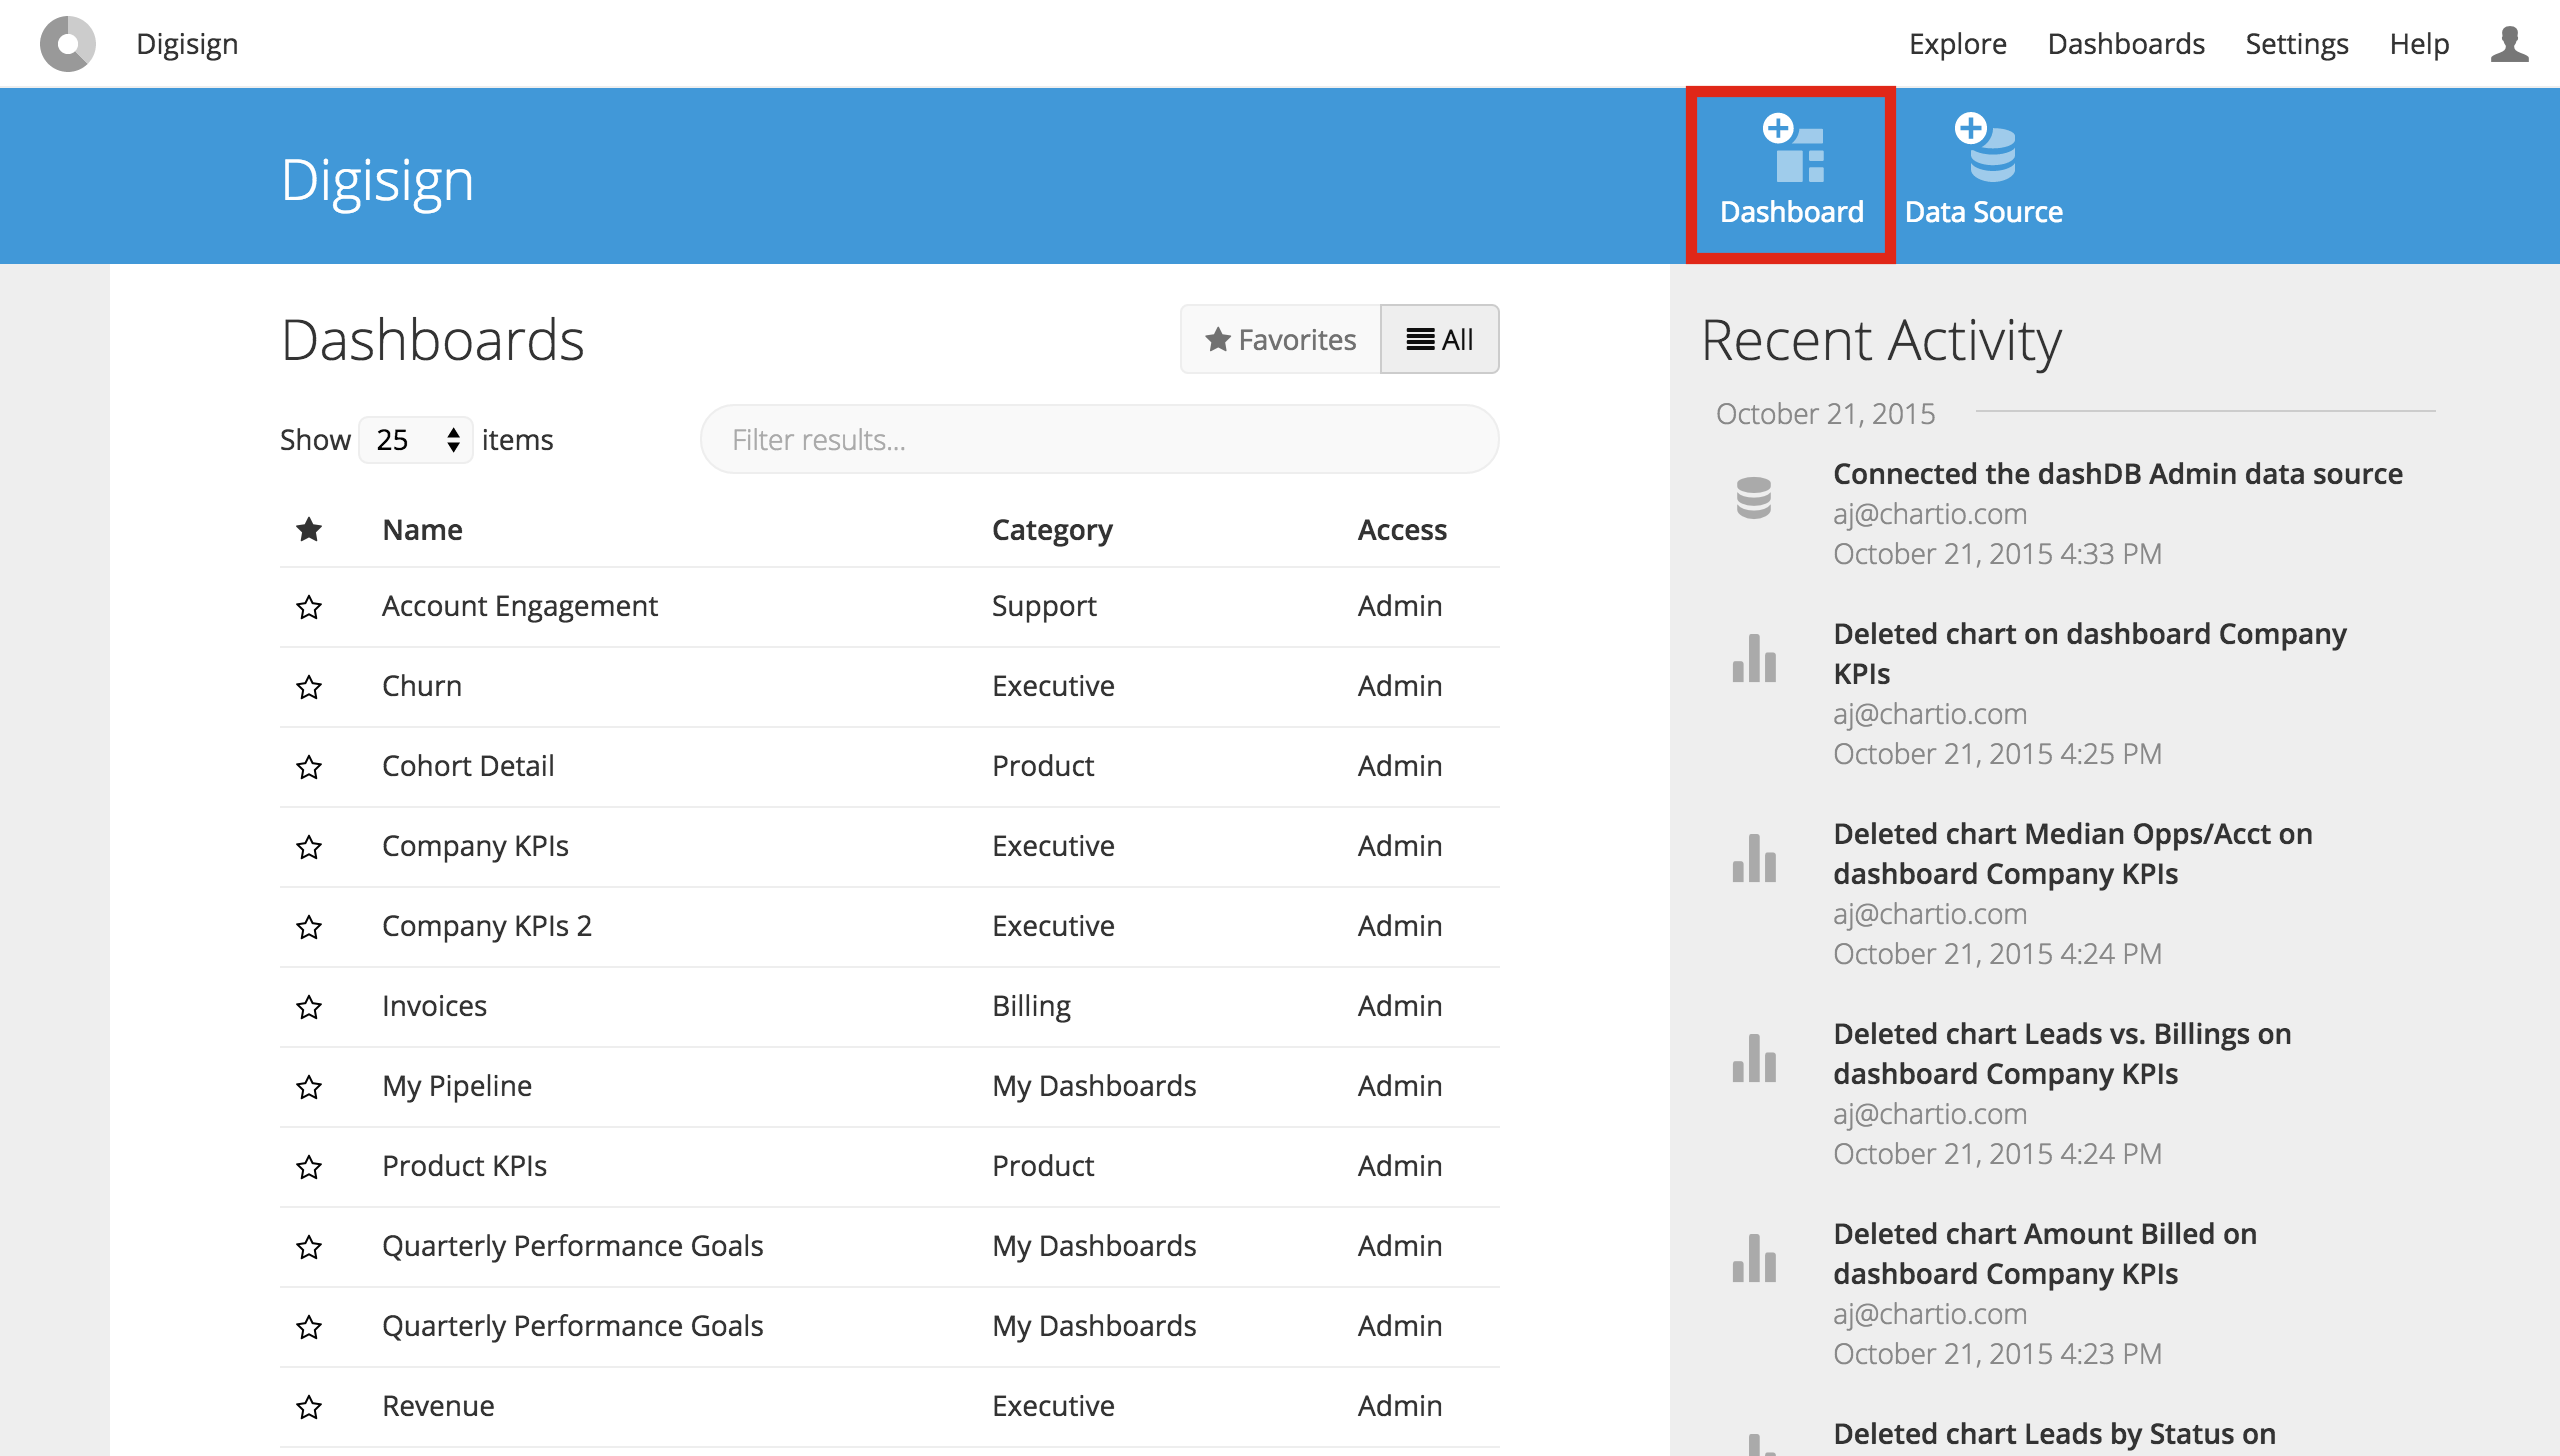 Digisign
Explore Dashboards Settings Help
Digisign
Dashboard
Data Source
Dashboards
Favorites All
Show 25 items
Filter results...
Name Category Access
Account Engagement Support Admin
Churn Executive Admin
Cohort Detail Product Admin
Company KPIs Executive Admin
Company KPIs 2 Executive Admin
Invoices Billing Admin
My Pipeline My Dashboards Admin
Product KPIs Product Admin
Quarterly Performance Goals My Dashboards Admin
Quarterly Performance Goals My Dashboards Admin
Revenue Executive Admin
Recent Activity
October 21, 2015
Connected the dashDB Admin data source
aj@chartio.com
October 21, 2015 4:33 PM
Deleted chart on dashboard Company
KPIs
aj@chartio.com
October 21, 2015 4:25 PM
Deleted chart Median Opps/Acct on
dashboard Company KPIs
aj@chartio.com
October 21, 2015 4:24 PM
Deleted chart Leads vs. Billings on
dashboard Company KPIs
aj@chartio.com
October 21, 2015 4:24 PM
Deleted chart Amount Billed on
dashboard Company KPIs
aj@chartio.com
October 21, 2015 4:23 PM
Deleted chart Leads by Status on